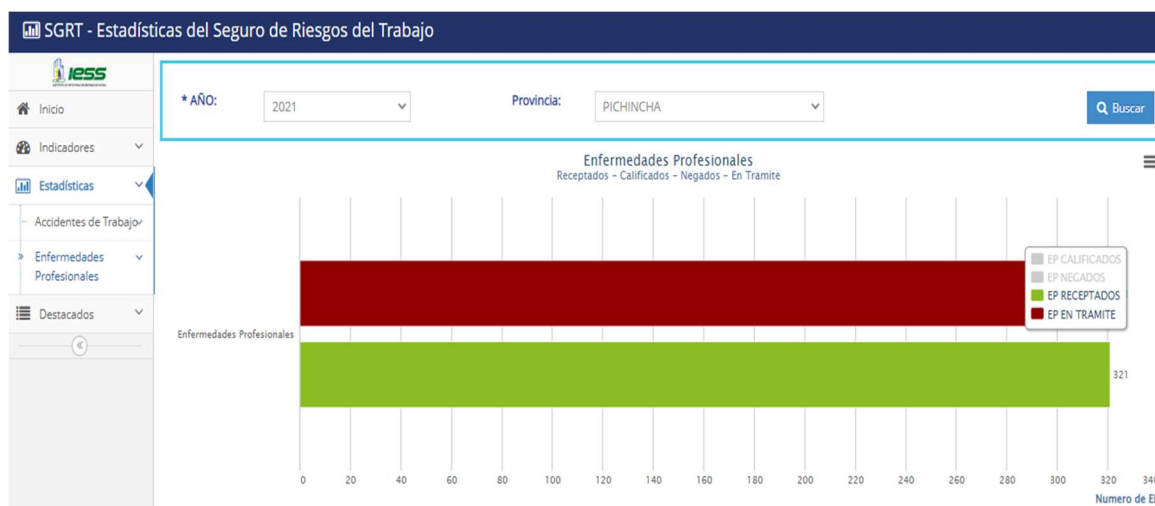 SGRT - Estadísticas del Seguro de Riesgos del Trabajo
IESS
Inicio
Indicadores
Estadísticas
Accidentes de Trabajo
Enfermedades
Profesionales
Destacados
* AÑO:
2021
Provincia:
PICHINCHA
Buscar
Enfermedades Profesionales
Receptados - Calificados - Negados - En Tramite
EP CALIFICADOS
EP NEGADOS
EP RECEPTADOS
EP EN TRAMITE
Enfermedades Profesionales
321
0 20 40 60 80 100 120 140 160 180 200 220 240 260 280 300 320 340
Numero de